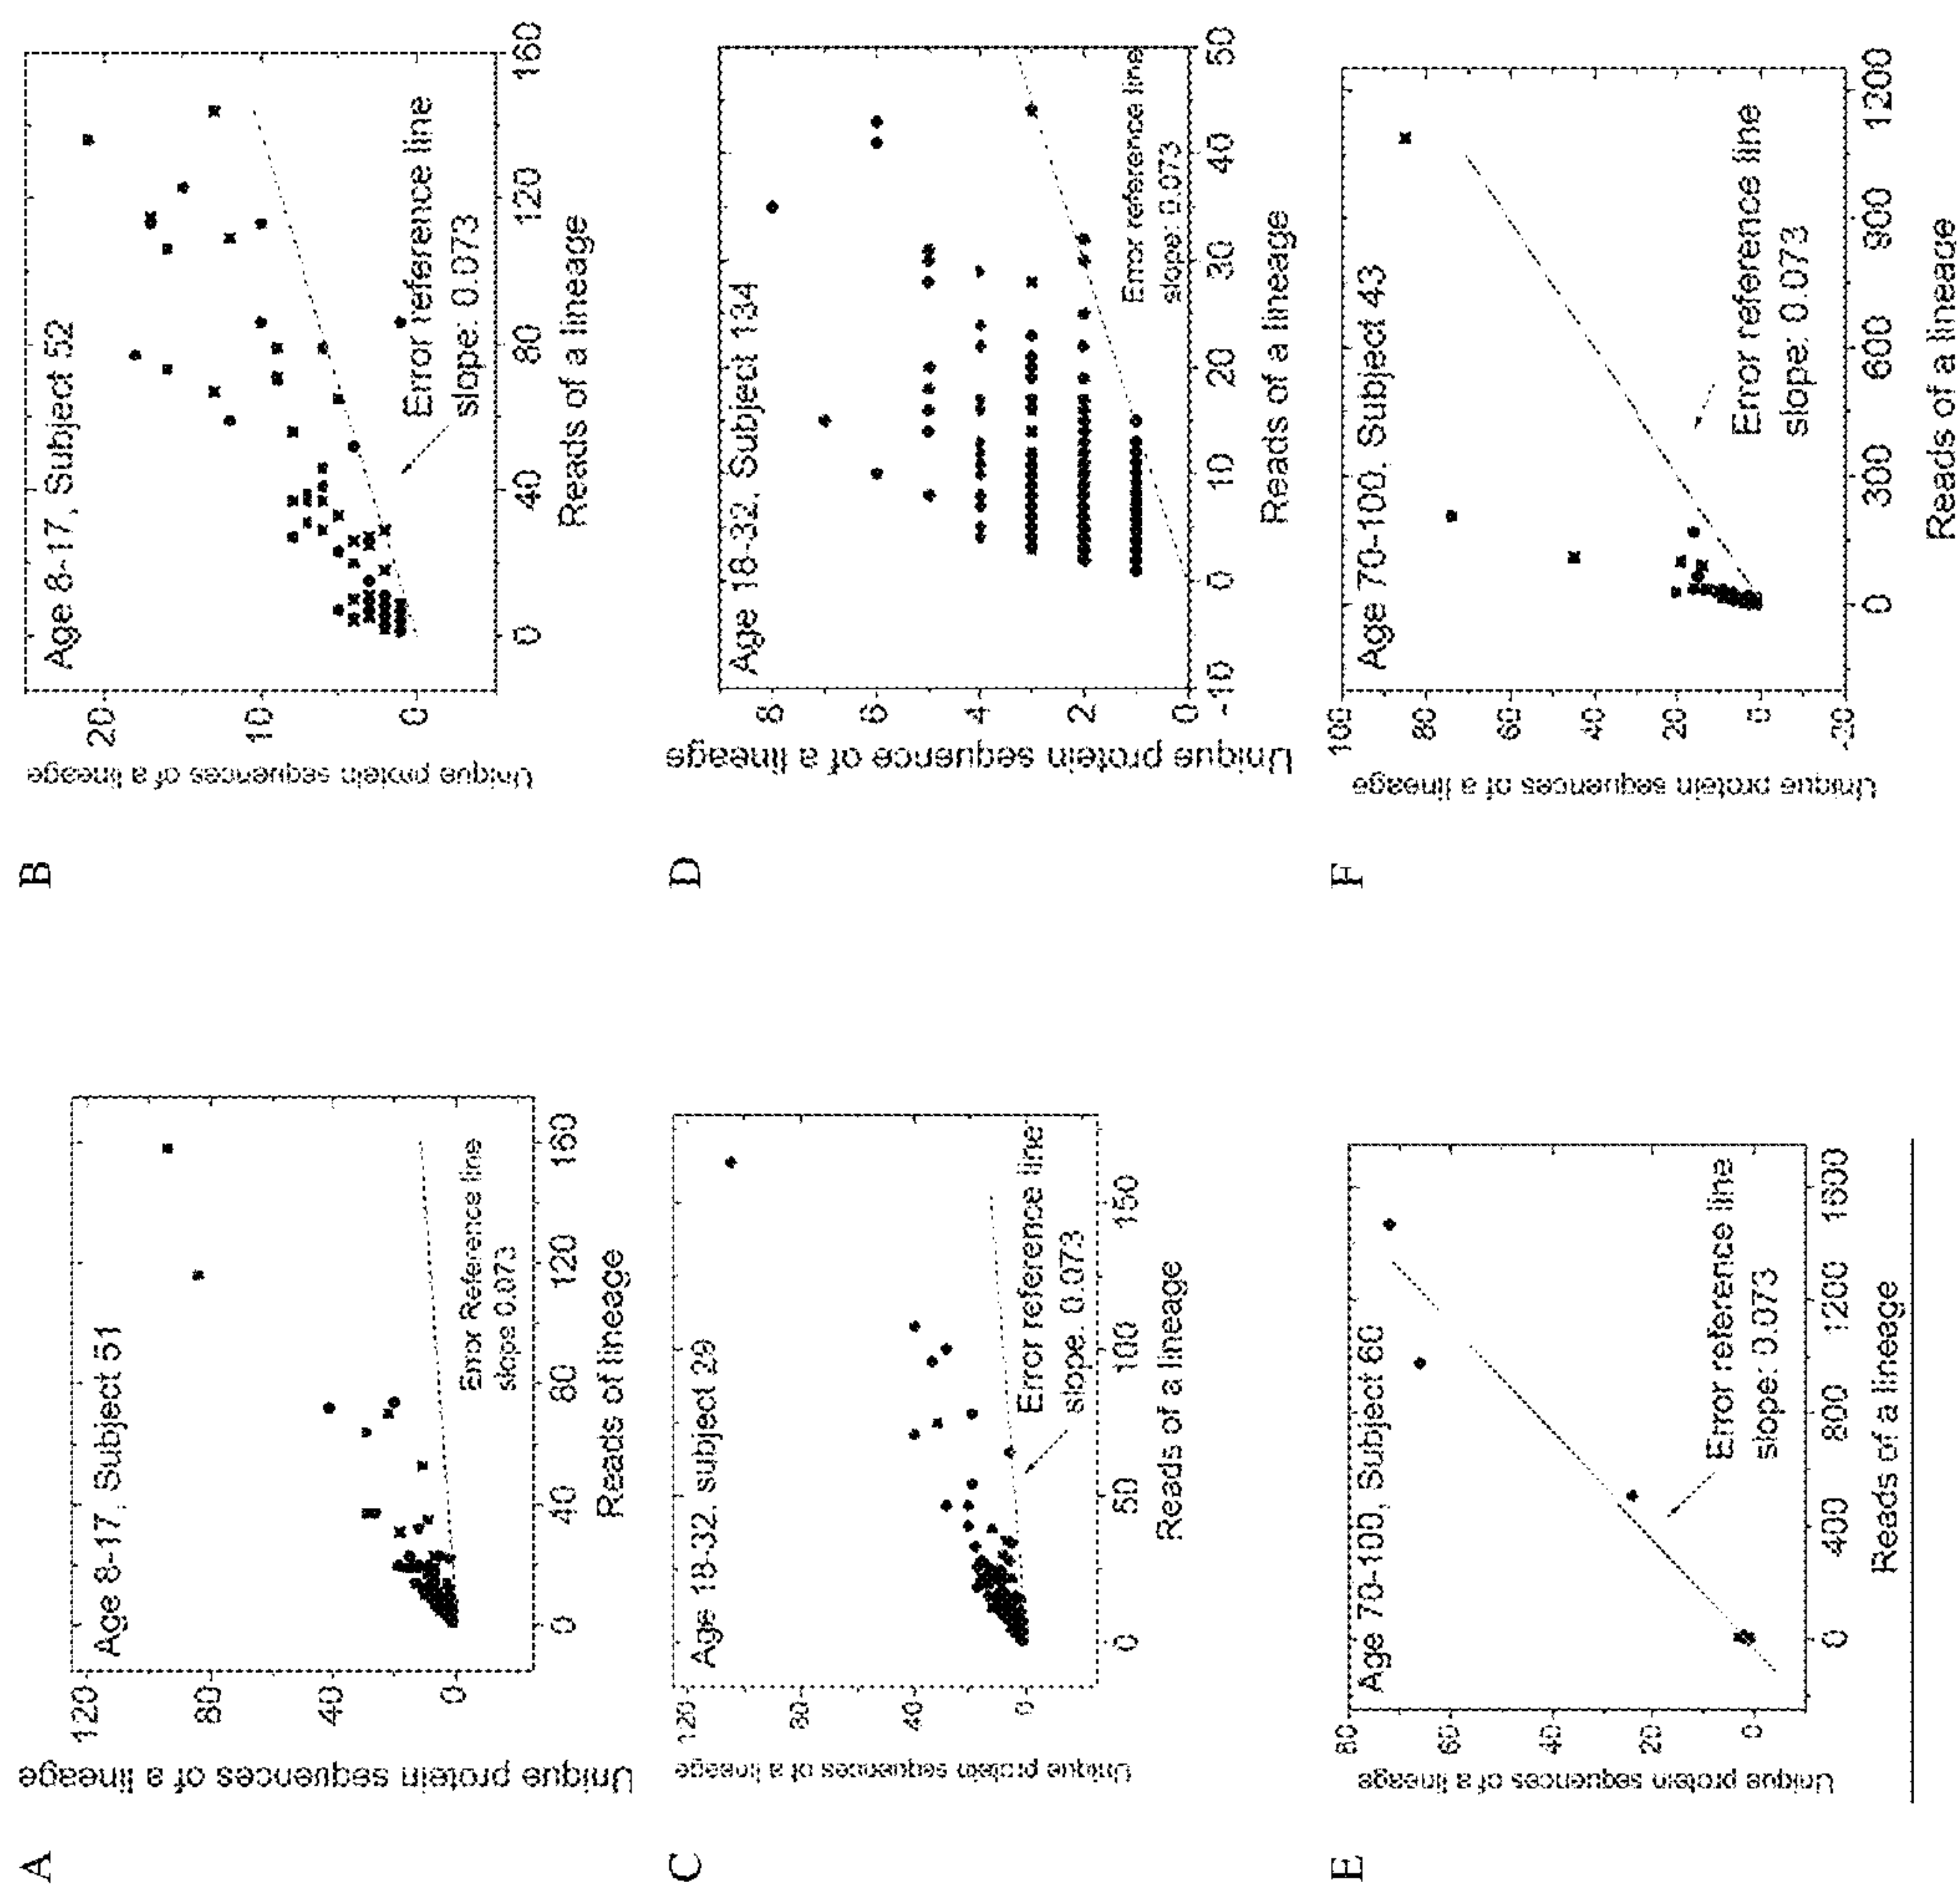 A
Age 8-17, Subject 51
Unique protein sequences of a lineage
120
80
40
0
Error Reference line
slope 0.073
0
40
80
120
160
Reads of lineage
B
Age 8-17, Subject 52
Unique protein sequences of a lineage
20
10
0
Error reference line
slope: 0.073
0
40
80
120
160
Reads of a lineage
C
Age 18-32, subject 29
Unique protein sequences of a lineage
120
80
40
0
Error reference line
slope: 0.073
0
50
100
150
Reads of a lineage
D
Age 18-32, Subject 134
Unique protein sequence of a lineage
8
6
4
2
0
Error reference line
slope: 0.073
-10
0
10
20
30
40
50
Reads of a lineage
E
Age 70-100, Subject 60
Unique protein sequences of a lineage
80
60
40
20
0
Error reference line
slope: 0.073
0
400
800
1200
1600
Reads of a lineage
F
Age 70-100, Subject 43
Unique protein sequences of a lineage
100
80
60
40
20
0
-20
Error reference line
slope: 0.073
0
300
600
900
1200
Reads of a lineage